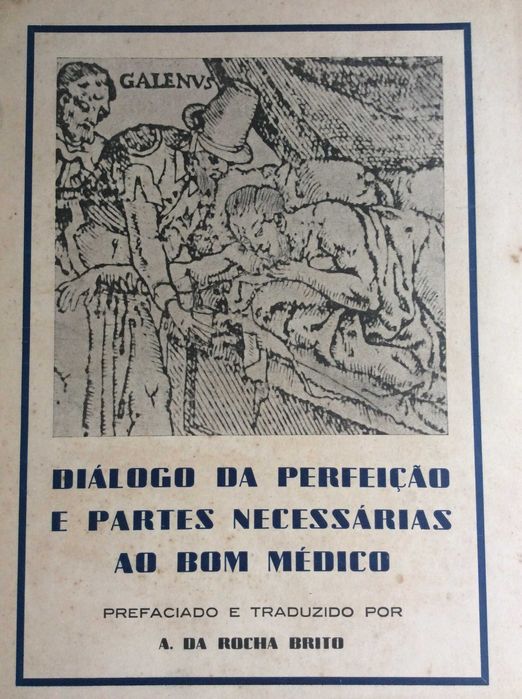 GALENVS
DIÁLOGO DA PERFEIÇÃO
E PARTES NECESSÁRIAS
AO BOM MÉDICO
PREFACIADO E TRADUZIDO POR
A. DA ROCHA BRITO